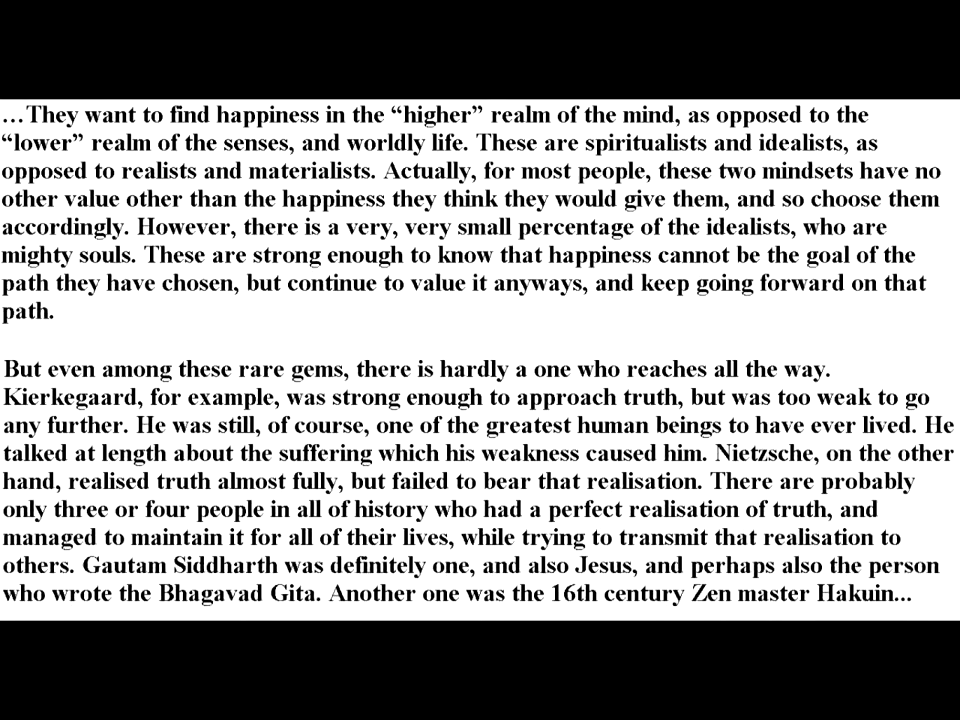 …They want to find happiness in the “higher” realm of the mind, as opposed to the
“lower” realm of the senses, and worldly life. These are spiritualists and idealists, as
opposed to realists and materialists. Actually, for most people, these two mindsets have no
other value other than the happiness they think they would give them, and so choose them
accordingly. However, there is a very, very small percentage of the idealists, who are
mighty souls. These are strong enough to know that happiness cannot be the goal of the
path they have chosen, but continue to value it anyways, and keep going forward on that
path.
But even among these rare gems, there is hardly a one who reaches all the way.
Kierkegaard, for example, was strong enough to approach truth, but was too weak to go
any further. He was still, of course, one of the greatest human beings to have ever lived. He
talked at length about the suffering which his weakness caused him. Nietzsche, on the other
hand, realised truth almost fully, but failed to bear that realisation. There are probably
only three or four people in all of history who had a perfect realisation of truth, and
managed to maintain it for all of their lives, while trying to transmit that realisation to
others. Gautam Siddharth was definitely one, and also Jesus, and perhaps also the person
who wrote the Bhagavad Gita. Another one was the 16th century Zen master Hakuin...